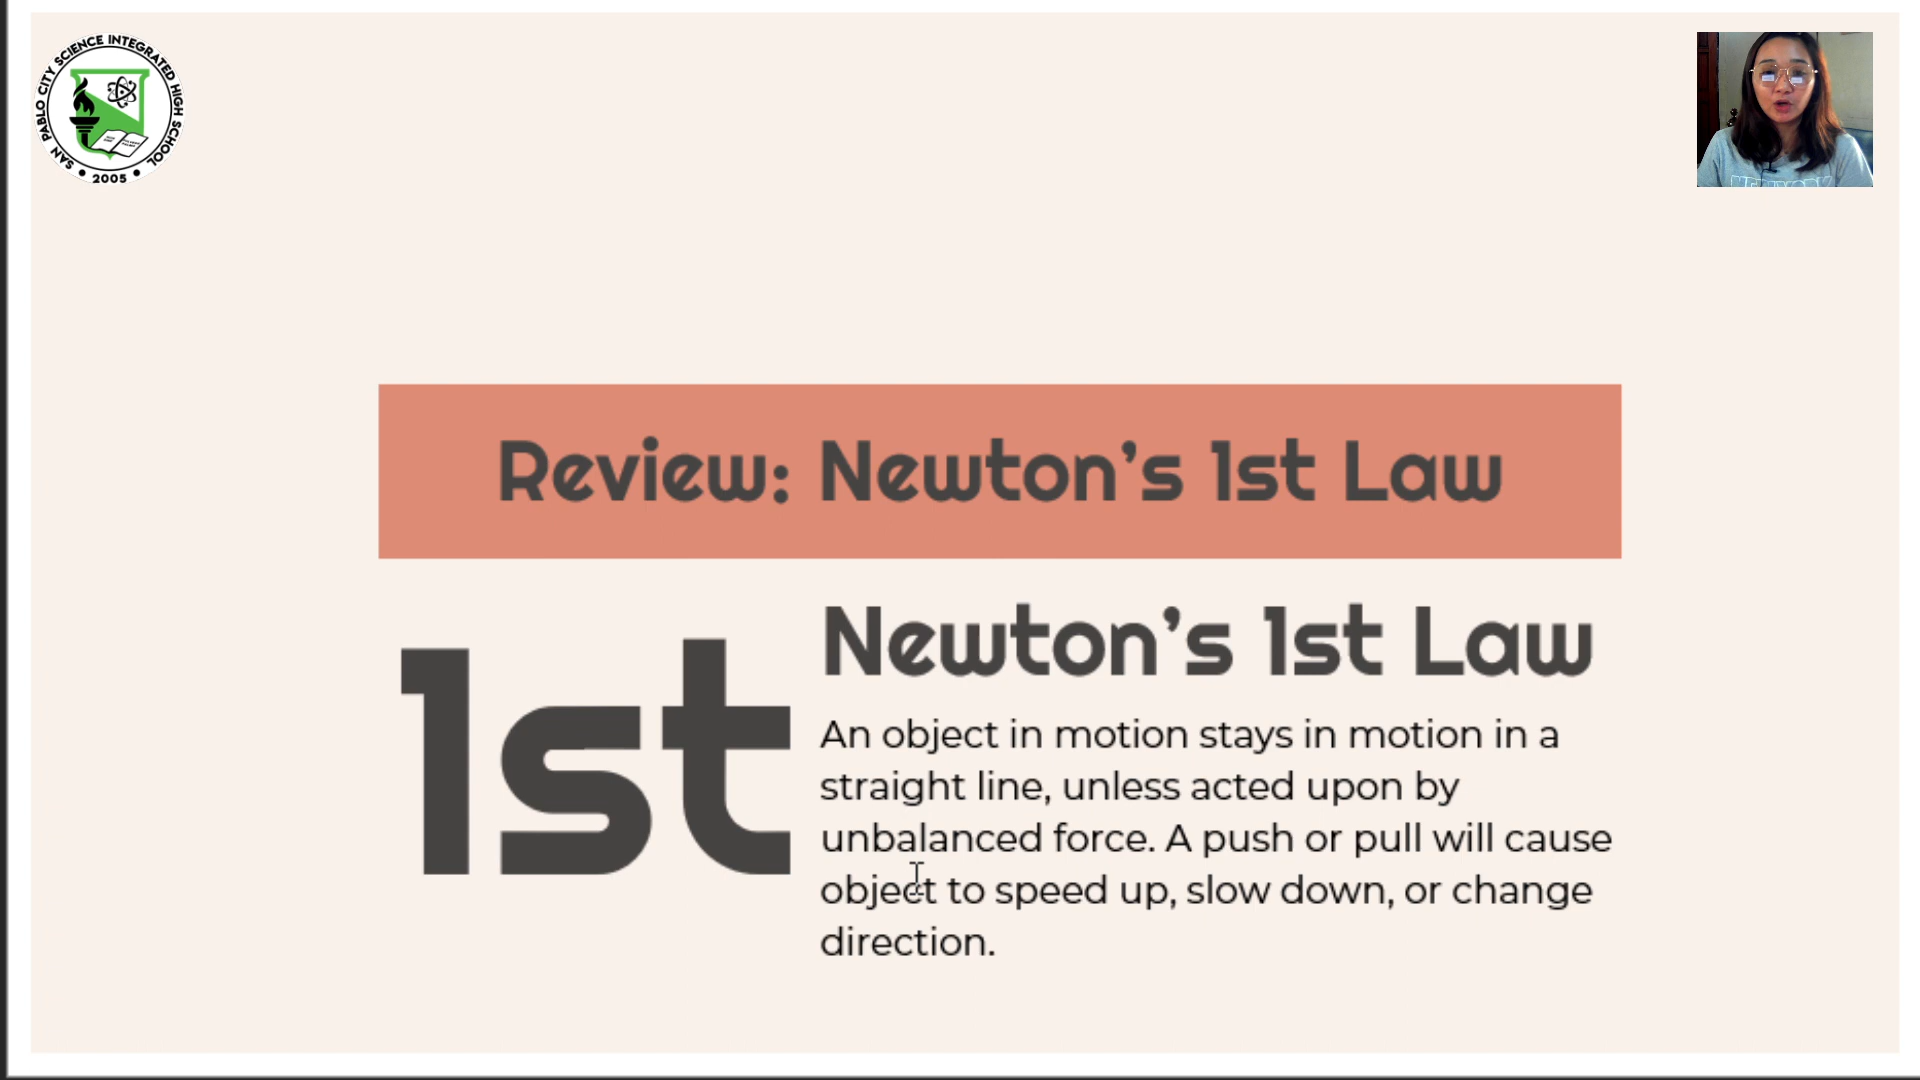 SAN PABLO CITY SCIENCE INTEGRATED HIGH SCHOOL
2005
Review: Newton's 1st Law
1st
Newton's 1st Law
An object in motion stays in motion in a
straight line, unless acted upon by
unbalanced force. A push or pull will cause
object to speed up, slow down, or change
direction.